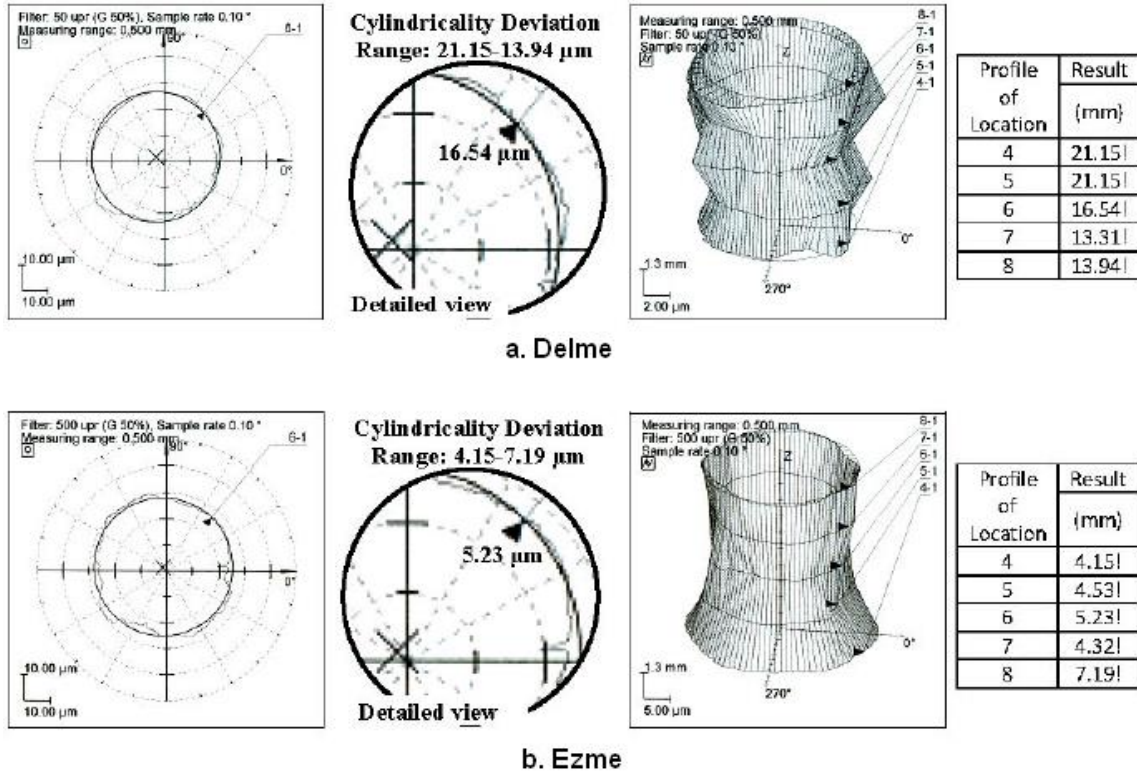 Filter: 50 upr (G 50%), Sample rate 0.10 °
Measuring range: 0,500 mm
90°
6-1
0°
10.00 µm
10.00 µm
Cylindricality Deviation
Range: 21.15-13.94 µm
16.54 µm
Detailed view
Measuring range: 0,500 mm
Filter: 50 upr (G 50%)
Sample rate 0.10 °
Z
8-1
7-1
6-1
5-1
4-1
0°
270°
1.3 mm
2.00 µm
Profile of Location Result (mm)
4 21.15!
5 21.15!
6 16.54!
7 13.31!
8 13.94!
a. Delme
Filter: 500 upr (G 50%), Sample rate 0.10 °
Measuring range: 0,500 mm
90°
6-1
0°
10.00 µm
10.00 µm
Cylindricality Deviation
Range: 4.15-7.19 µm
5.23 µm
Detailed view
Measuring range: 0,500 mm
Filter: 500 upr (G 50%)
Sample rate 0.10 °
Z
8-1
7-1
6-1
5-1
4-1
0°
270°
1.3 mm
5.00 µm
Profile of Location Result (mm)
4 4.15!
5 4.53!
6 5.23!
7 4.32!
8 7.19!
b. Ezme